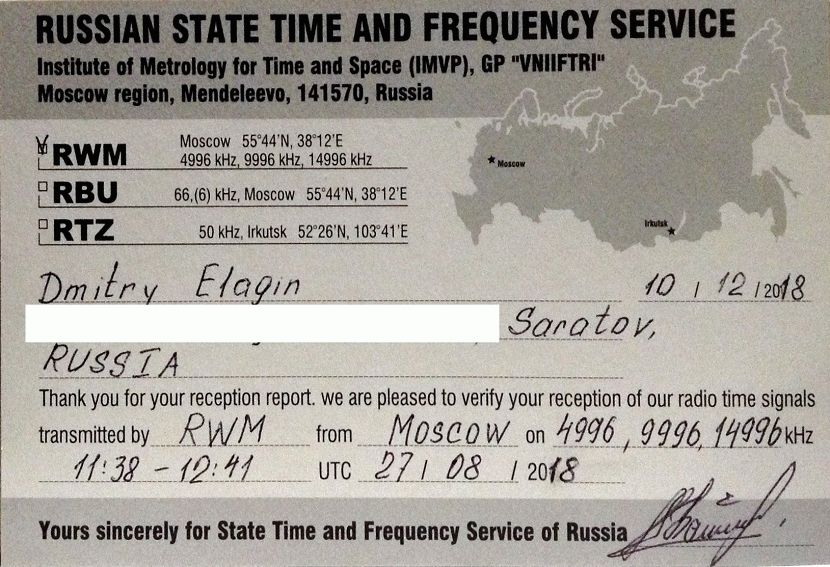 RUSSIAN STATE TIME AND FREQUENCY SERVICE
Institute of Metrology for Time and Space (IMVP), GP "VNIIFTRI"
Moscow region, Mendeleevo, 141570, Russia
RWM Moscow 55°44'N, 38°12'E
4996 kHz, 9996 kHz, 14996 kHz
RBU 66,(6) kHz, Moscow 55°44'N, 38°12'E
RTZ 50 kHz, Irkutsk 52°26'N, 103°41'E
Moscow
Irkutsk
Dmitry Elagin 10 / 12 / 2018
Saratov,
RUSSIA
Thank you for your reception report. we are pleased to verify your reception of our radio time signals
transmitted by RWM from MOSCOW on 4996, 9996, 14996 kHz
11:38 - 12:41 UTC 27 / 08 / 2018
Yours sincerely for State Time and Frequency Service of Russia